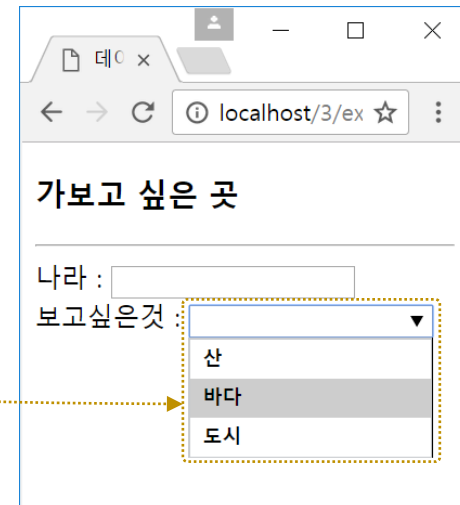 데이
localhost/3/ex
가보고 싶은 곳
나라 :
보고싶은것 :
산
바다
도시